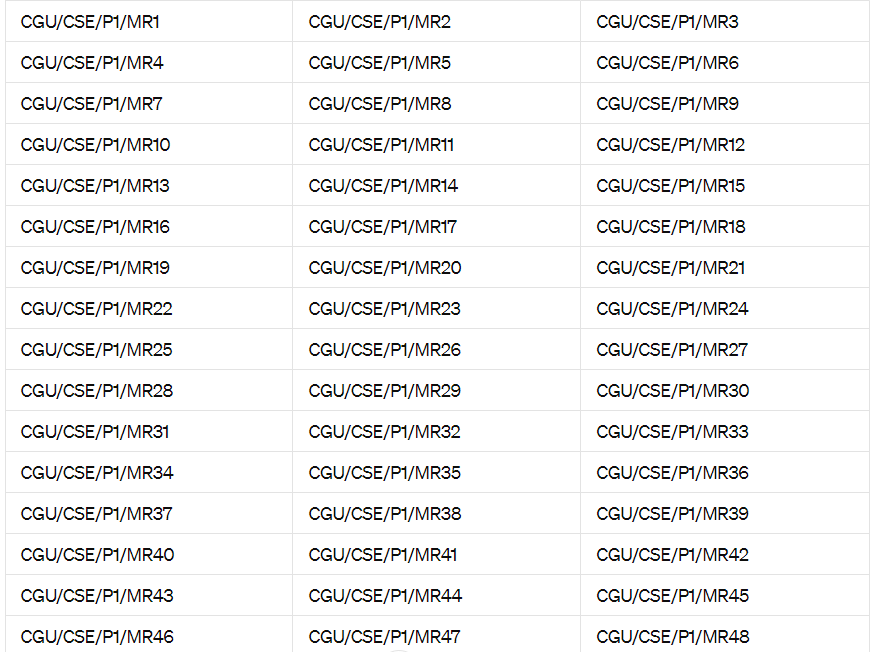 CGU/CSE/P1/MR1 CGU/CSE/P1/MR2 CGU/CSE/P1/MR3
CGU/CSE/P1/MR4 CGU/CSE/P1/MR5 CGU/CSE/P1/MR6
CGU/CSE/P1/MR7 CGU/CSE/P1/MR8 CGU/CSE/P1/MR9
CGU/CSE/P1/MR10 CGU/CSE/P1/MR11 CGU/CSE/P1/MR12
CGU/CSE/P1/MR13 CGU/CSE/P1/MR14 CGU/CSE/P1/MR15
CGU/CSE/P1/MR16 CGU/CSE/P1/MR17 CGU/CSE/P1/MR18
CGU/CSE/P1/MR19 CGU/CSE/P1/MR20 CGU/CSE/P1/MR21
CGU/CSE/P1/MR22 CGU/CSE/P1/MR23 CGU/CSE/P1/MR24
CGU/CSE/P1/MR25 CGU/CSE/P1/MR26 CGU/CSE/P1/MR27
CGU/CSE/P1/MR28 CGU/CSE/P1/MR29 CGU/CSE/P1/MR30
CGU/CSE/P1/MR31 CGU/CSE/P1/MR32 CGU/CSE/P1/MR33
CGU/CSE/P1/MR34 CGU/CSE/P1/MR35 CGU/CSE/P1/MR36
CGU/CSE/P1/MR37 CGU/CSE/P1/MR38 CGU/CSE/P1/MR39
CGU/CSE/P1/MR40 CGU/CSE/P1/MR41 CGU/CSE/P1/MR42
CGU/CSE/P1/MR43 CGU/CSE/P1/MR44 CGU/CSE/P1/MR45
CGU/CSE/P1/MR46 CGU/CSE/P1/MR47 CGU/CSE/P1/MR48